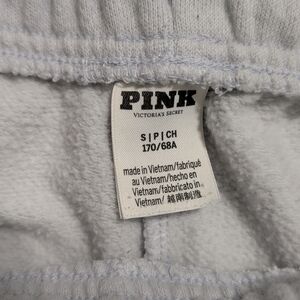 PINK
VICTORIA'S SECRET
S | P | CH
170/68A
made in Vietnam/fabriqué
au Vietnam/hecho en
Vietnam/fabbricato in
Vietnam/ 越南制造